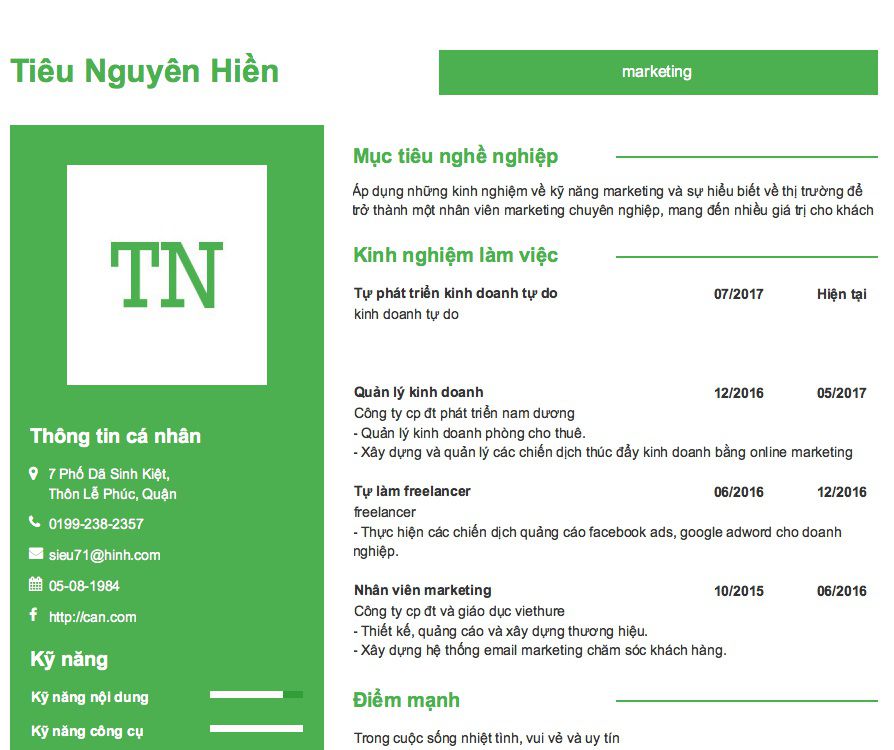 Tiêu Nguyên Hiền
marketing
TN
Thông tin cá nhân
7 Phố Dã Sinh Kiệt,
Thôn Lễ Phúc, Quận
0199-238-2357
sieu71@hinh.com
05-08-1984
http://can.com
Kỹ năng
Kỹ năng nội dung
Kỹ năng công cụ
Mục tiêu nghề nghiệp
Áp dụng những kinh nghiệm về kỹ năng marketing và sự hiểu biết về thị trường để
trở thành một nhân viên marketing chuyên nghiệp, mang đến nhiều giá trị cho khách
Kinh nghiệm làm việc
Tự phát triển kinh doanh tự do 07/2017 Hiện tại
kinh doanh tự do
Quản lý kinh doanh 12/2016 05/2017
Công ty cp đt phát triển nam dương
- Quản lý kinh doanh phòng cho thuê.
- Xây dựng và quản lý các chiến dịch thúc đẩy kinh doanh bằng online marketing
Tự làm freelancer 06/2016 12/2016
freelancer
- Thực hiện các chiến dịch quảng cáo facebook ads, google adword cho doanh
nghiệp.
Nhân viên marketing 10/2015 06/2016
Công ty cp đt và giáo dục viethure
- Thiết kế, quảng cáo và xây dựng thương hiệu.
- Xây dựng hệ thống email marketing chăm sóc khách hàng.
Điểm mạnh
Trong cuộc sống nhiệt tình, vui vẻ và uy tín